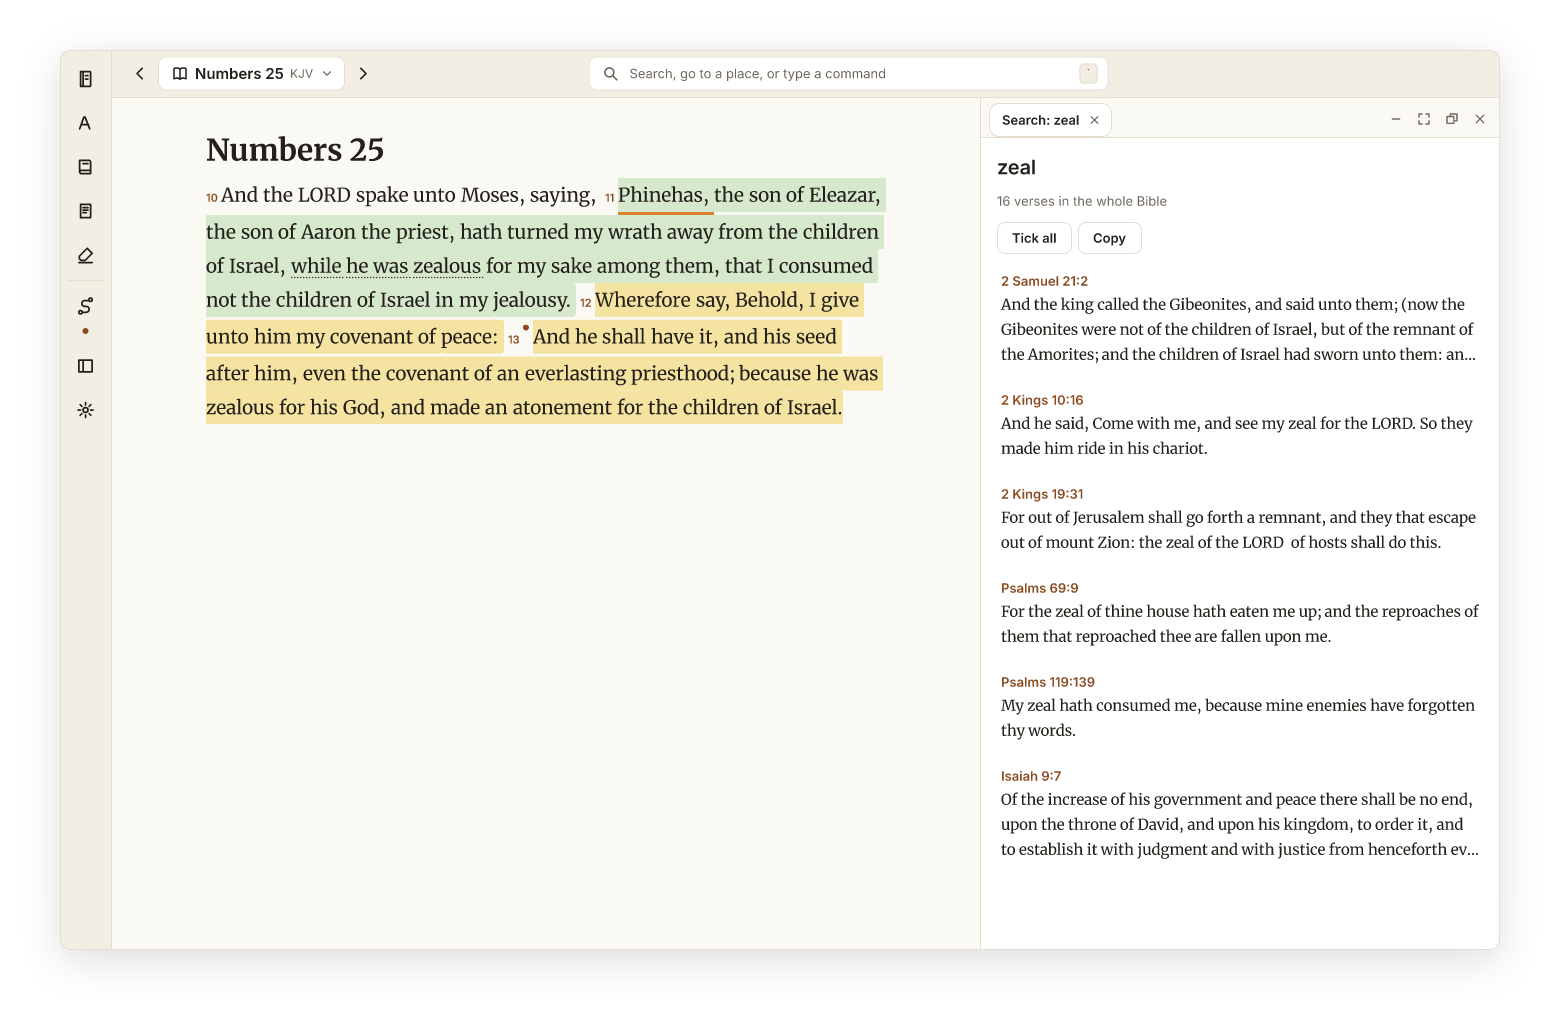 Numbers 25 KJV
Search, go to a place, or type a command
Numbers 25
10 And the LORD spake unto Moses, saying, 11 Phinehas, the son of Eleazar,
the son of Aaron the priest, hath turned my wrath away from the children
of Israel, while he was zealous for my sake among them, that I consumed
not the children of Israel in my jealousy. 12 Wherefore say, Behold, I give
unto him my covenant of peace: 13 And he shall have it, and his seed
after him, even the covenant of an everlasting priesthood; because he was
zealous for his God, and made an atonement for the children of Israel.
Search: zeal
zeal
16 verses in the whole Bible
Tick all
Copy
2 Samuel 21:2
And the king called the Gibeonites, and said unto them; (now the
Gibeonites were not of the children of Israel, but of the remnant of
the Amorites; and the children of Israel had sworn unto them: an...
2 Kings 10:16
And he said, Come with me, and see my zeal for the LORD. So they
made him ride in his chariot.
2 Kings 19:31
For out of Jerusalem shall go forth a remnant, and they that escape
out of mount Zion: the zeal of the LORD of hosts shall do this.
Psalms 69:9
For the zeal of thine house hath eaten me up; and the reproaches of
them that reproached thee are fallen upon me.
Psalms 119:139
My zeal hath consumed me, because mine enemies have forgotten
thy words.
Isaiah 9:7
Of the increase of his government and peace there shall be no end,
upon the throne of David, and upon his kingdom, to order it, and
to establish it with judgment and with justice from henceforth ev...